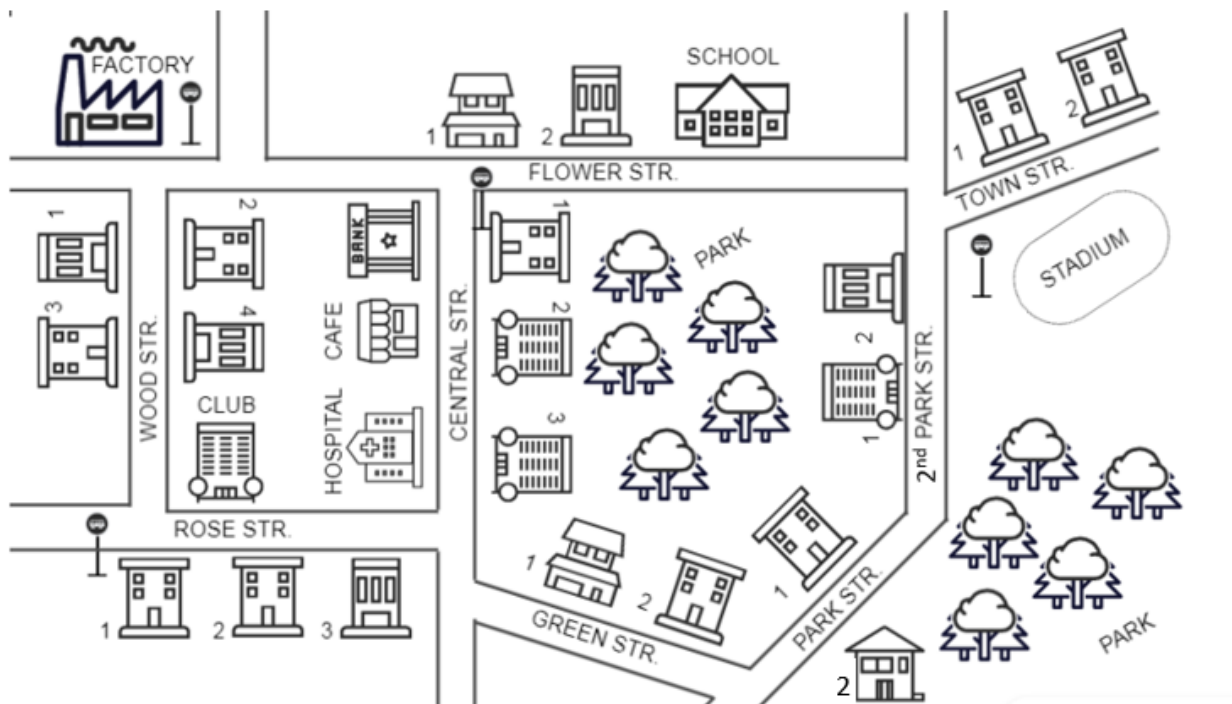 FACTORY
SCHOOL
1
2
1
2
FLOWER STR.
TOWN STR.
1
2
BANK
1
PARK
STADIUM
3
4
CAFE
2
2
WOOD STR.
CENTRAL STR.
2nd PARK STR.
CLUB
HOSPITAL
3
1
ROSE STR.
1
2
3
1
2
1
GREEN STR.
PARK STR.
2
PARK